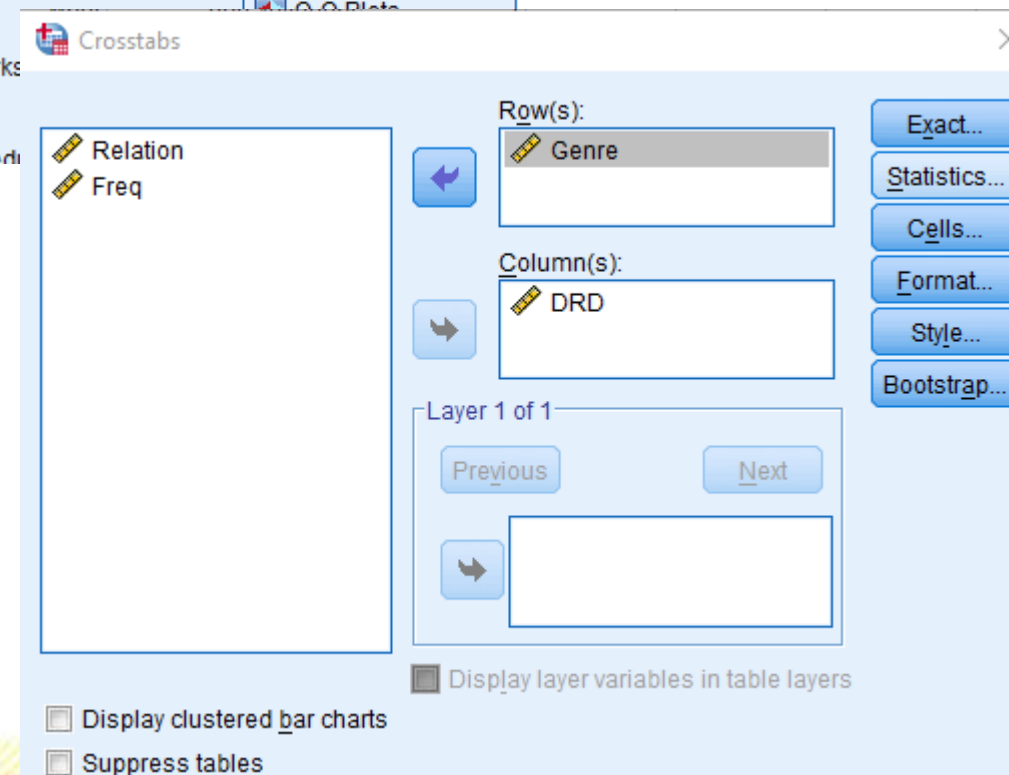 Q-Q Plots
Crosstabs
Row(s):
Relation
Freq
Genre
Column(s):
DRD
Exact...
Statistics...
Cells...
Format...
Style...
Bootstrap...
Layer 1 of 1
Previous
Next
Display layer variables in table layers
Display clustered bar charts
Suppress tables